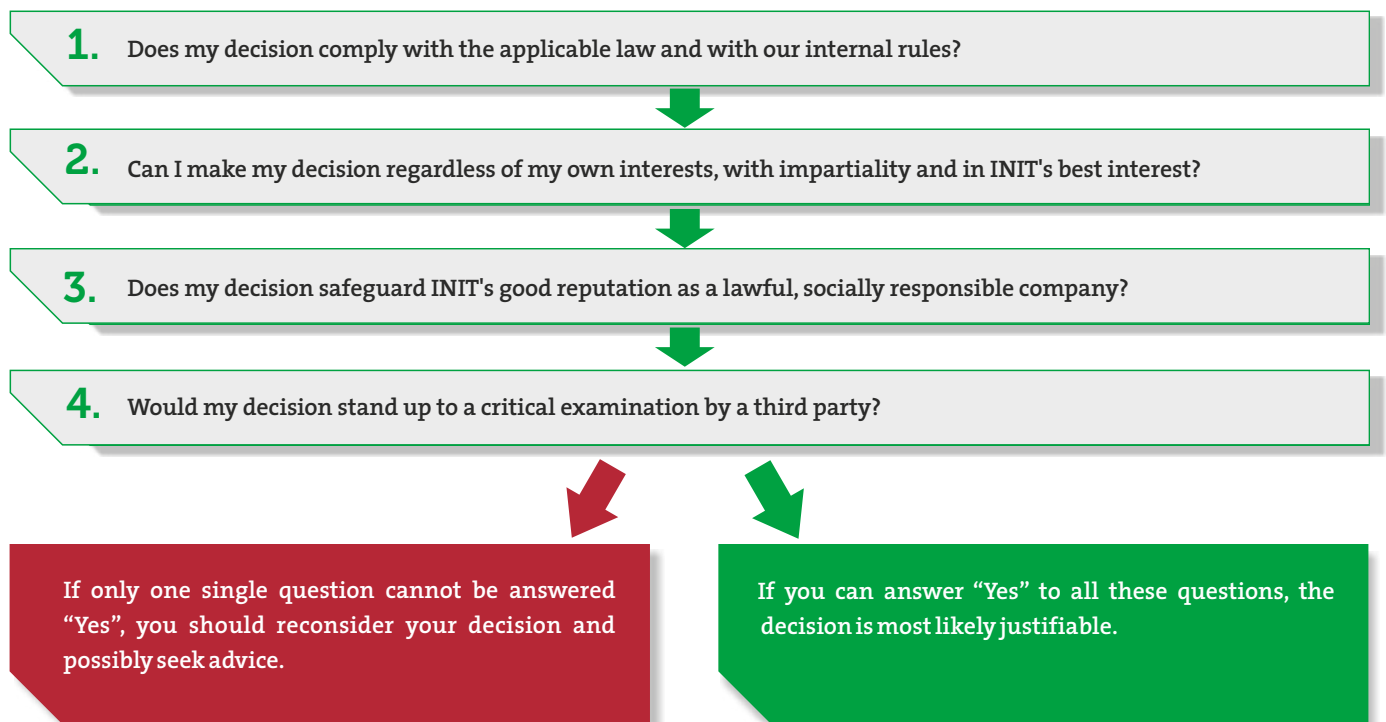 1. Does my decision comply with the applicable law and with our internal rules?
2. Can I make my decision regardless of my own interests, with impartiality and in INIT's best interest?
3. Does my decision safeguard INIT's good reputation as a lawful, socially responsible company?
4. Would my decision stand up to a critical examination by a third party?
If only one single question cannot be answered
“Yes”, you should reconsider your decision and
possibly seek advice.
If you can answer “Yes” to all these questions, the
decision is most likely justifiable.